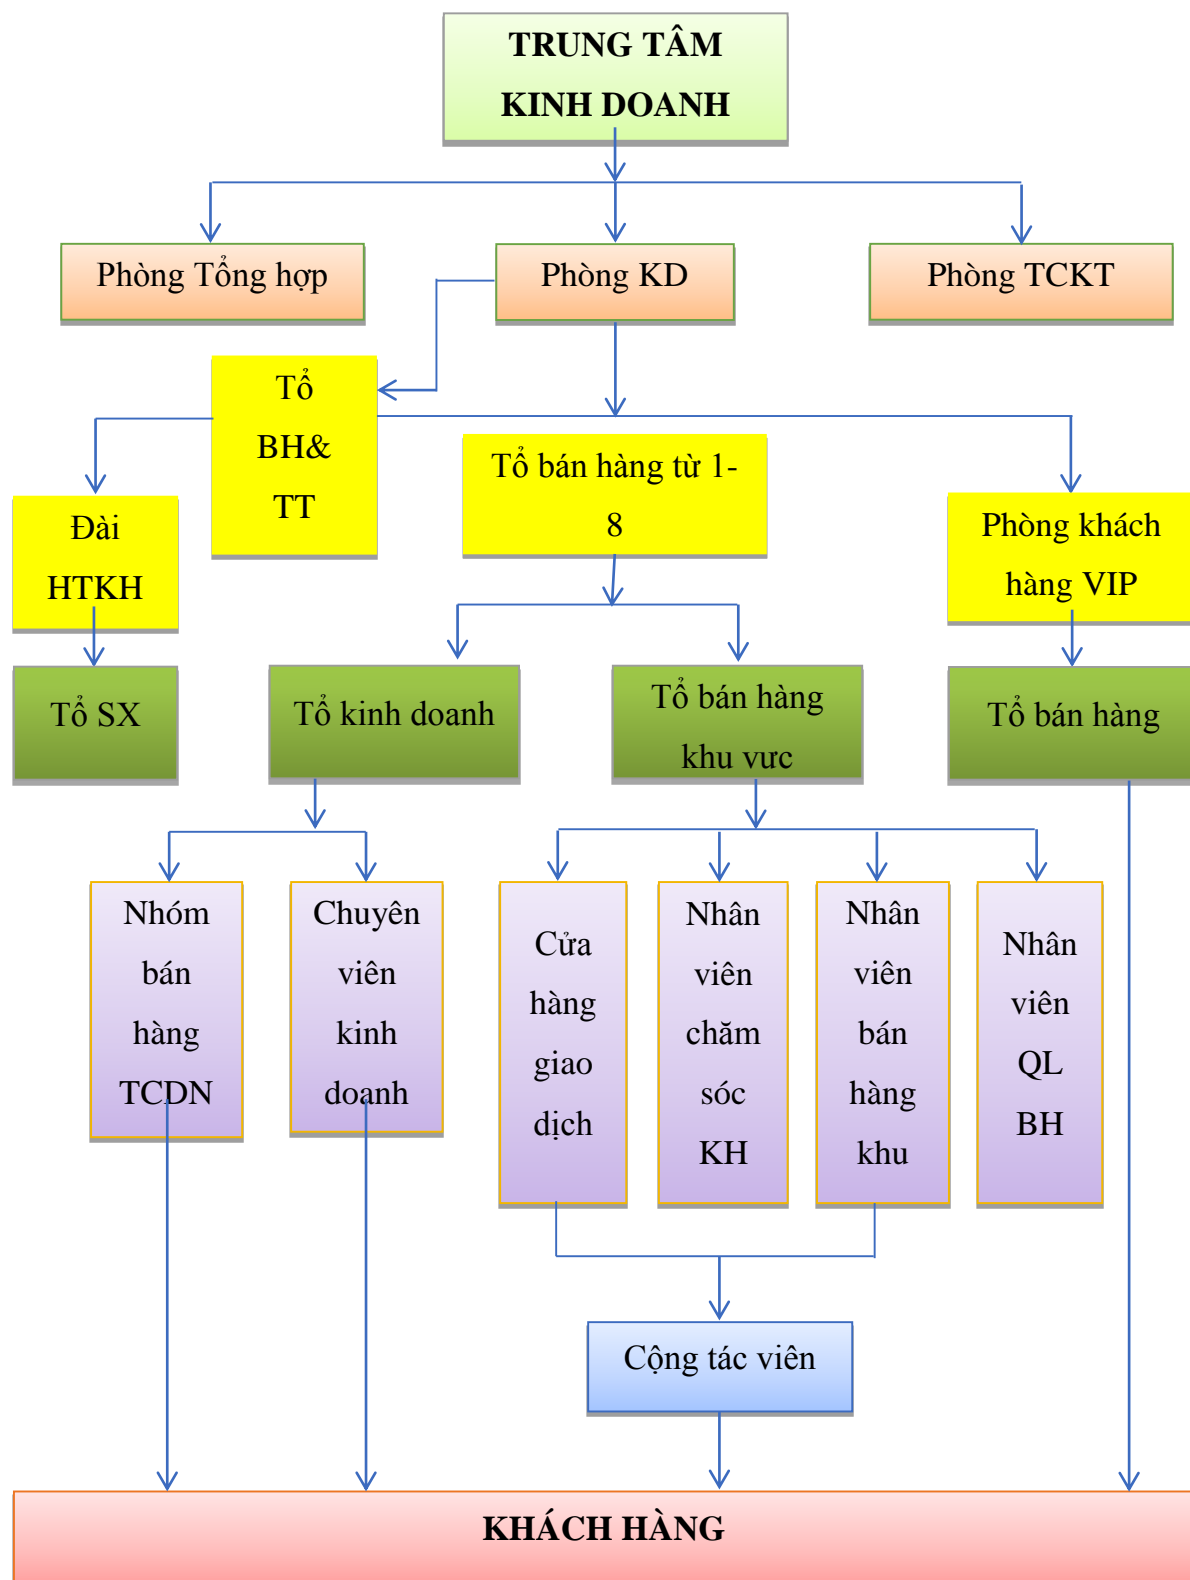 TRUNG TÂM
KINH DOANH
Phòng Tổng hợp
Phòng KD
Phòng TCKT
Tổ
BH&
TT
Tổ bán hàng từ 1-
8
Đài
HTKH
Phòng khách
hàng VIP
Tổ SX
Tổ kinh doanh
Tổ bán hàng
khu vưc
Tổ bán hàng
Nhóm
bán
hàng
TCDN
Chuyên
viên
kinh
doanh
Cửa
hàng
giao
dịch
Nhân
viên
chăm
sóc
KH
Nhân
viên
bán
hàng
khu
Nhân
viên
QL
BH
Cộng tác viên
KHÁCH HÀNG